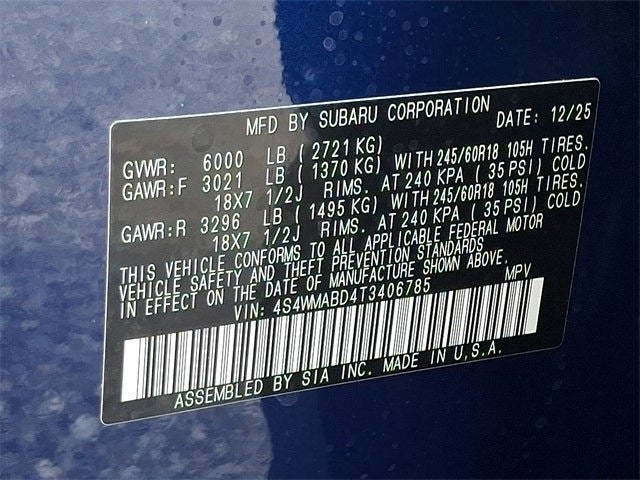 MFD BY SUBARU CORPORATION DATE: 12/25
GVWR: 6000 LB ( 2721 KG)
GAWR:F 3021 LB ( 1370 KG) WITH 245/60R18 105H TIRES.
18X7 1/2J RIMS. AT 240 KPA ( 35 PSI) COLD
GAWR:R 3296 LB ( 1495 KG) WITH 245/60R18 105H TIRES.
18X7 1/2J RIMS. AT 240 KPA ( 35 PSI) COLD
THIS VEHICLE CONFORMS TO ALL APPLICABLE FEDERAL MOTOR
VEHICLE SAFETY AND THEFT PREVENTION STANDARDS
IN EFFECT ON THE DATE OF MANUFACTURE SHOWN ABOVE.
VIN: 4S4WMABD4T3406785 MPV
ASSEMBLED BY SIA INC. MADE IN U.S.A.